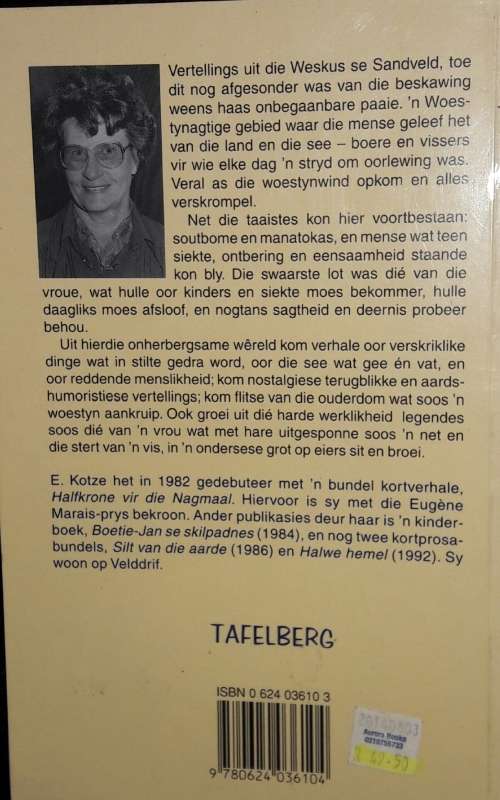 Vertellings uit die Weskus se Sandveld, toe
dit nog afgesonder was van die beskawing
weens haas onbegaanbare paaie. 'n Woes-
tynagtige gebied waar die mense geleef het
van die land en die see – boere en vissers
vir wie elke dag 'n stryd om oorlewing was.
Veral as die woestynwind opkom en alles
verskrompel.
Net die taaistes kon hier voortbestaan:
soutbome en manatokas, en mense wat teen
siekte, ontbering en eensaamheid staande
kon bly. Die swaarste lot was dié van die
vroue, wat hulle oor kinders en siekte moes bekommer, hulle
daagliks moes afsloof, en nogtans sagtheid en deernis probeer
behou.
Uit hierdie onherbergsame wêreld kom verhale oor verskriklike
dinge wat in stilte gedra word, oor die see wat gee én vat, en
oor reddende menslikheid; kom nostalgiese terugblikke en aards-
humoristiese vertellings; kom flitse van die ouderdom wat soos 'n
woestyn aankruip. Ook groei uit dié harde werklikheid legendes
soos dié van 'n vrou wat met hare uitgesponne soos 'n net en
die stert van 'n vis, in 'n ondersese grot op eiers sit en broei.
E. Kotze het in 1982 gedebuteer met 'n bundel kortverhale,
Halfkrone vir die Nagmaal. Hiervoor is sy met die Eugène
Marais-prys bekroon. Ander publikasies deur haar is 'n kinder-
boek, Boetie-Jan se skilpadnes (1984), en nog twee kortprosa-
bundels, Silt van die aarde (1986) en Halwe hemel (1992). Sy
woon op Velddrif.
TAFELBERG
ISBN 0 624 03610 3
9 780624 036104
Aurora Books